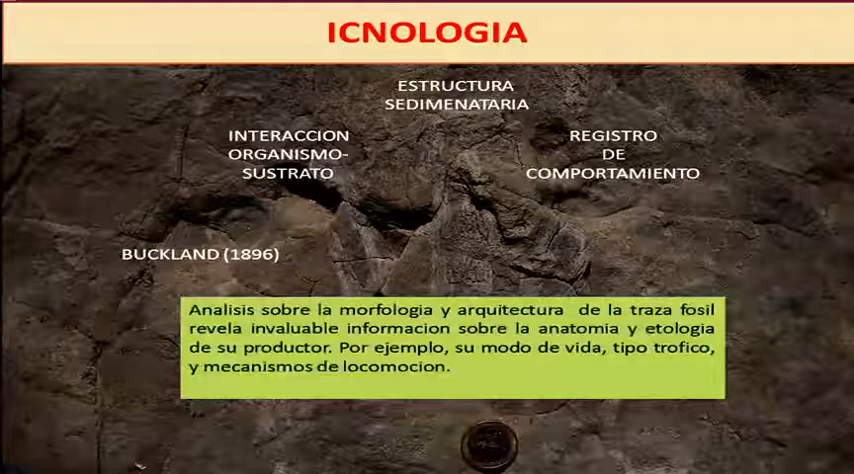 ICNOLOGIA
ESTRUCTURA
SEDIMENATARIA
INTERACCION
ORGANISMO-
SUSTRATO
REGISTRO
DE
COMPORTAMIENTO
BUCKLAND (1896)
Analisis sobre la morfologia y arquitectura de la traza fosil
revela invaluable informacion sobre la anatomia y etologia
de su productor. Por ejemplo, su modo de vida, tipo trofico,
y mecanismos de locomocion.